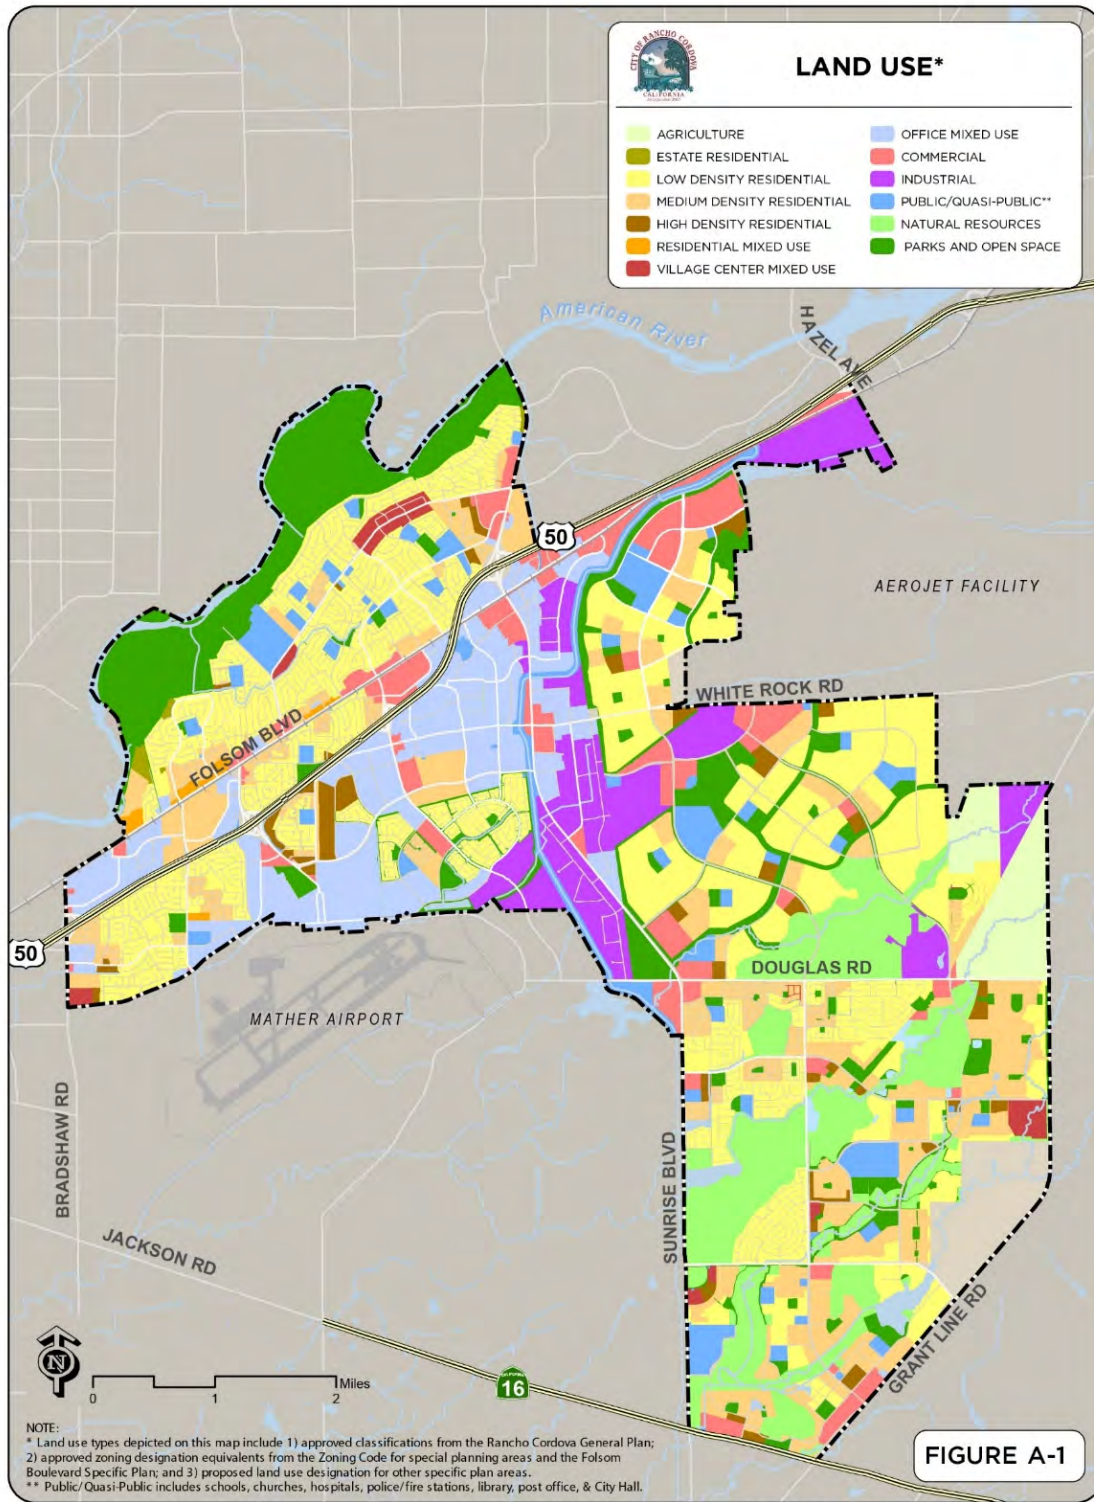 CITY OF RANCHO CORDOVA
CALIFORNIA
LAND USE*
AGRICULTURE
ESTATE RESIDENTIAL
LOW DENSITY RESIDENTIAL
MEDIUM DENSITY RESIDENTIAL
HIGH DENSITY RESIDENTIAL
RESIDENTIAL MIXED USE
VILLAGE CENTER MIXED USE
OFFICE MIXED USE
COMMERCIAL
INDUSTRIAL
PUBLIC/QUASI-PUBLIC**
NATURAL RESOURCES
PARKS AND OPEN SPACE
American River
HAZEL AVE
50
AEROJET FACILITY
WHITE ROCK RD
FOLSOM BLVD
50
DOUGLAS RD
MATHER AIRPORT
BRADSHAW RD
SUNRISE BLVD
JACKSON RD
GRANT LINE RD
N
Miles
0 1 2
16
NOTE:
* Land use types depicted on this map include 1) approved classifications from the Rancho Cordova General Plan;
2) approved zoning designation equivalents from the Zoning Code for special planning areas and the Folsom
Boulevard Specific Plan; and 3) proposed land use designation for other specific plan areas.
** Public/Quasi-Public includes schools, churches, hospitals, police/fire stations, library, post office, & City Hall.
FIGURE A-1